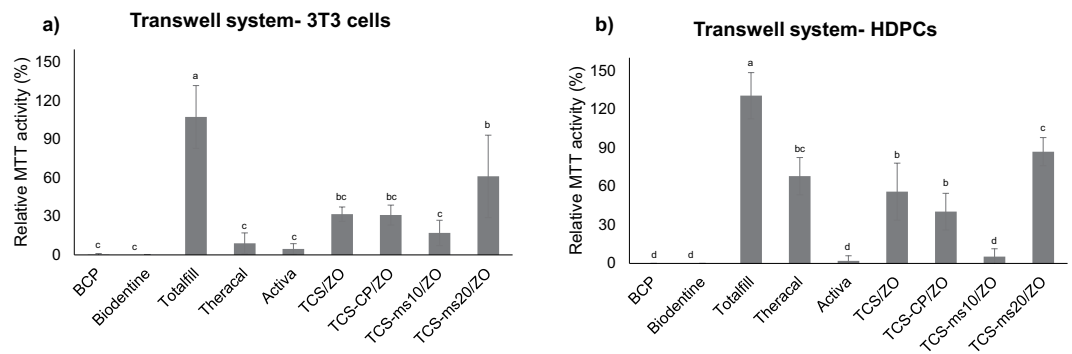 a)
Transwell system- 3T3 cells
Relative MTT activity (%)
150
120
90
60
30
0
c
c
a
c
c
bc
bc
c
b
BCP
Biodentine
Totalfill
Theracal
Activa
TCS/ZO
TCS-CP/ZO
TCS-ms10/ZO
TCS-ms20/ZO
b)
Transwell system- HDPCs
Relative MTT activity (%)
150
120
90
60
30
0
d
d
a
bc
d
b
b
d
c
BCP
Biodentine
Totalfill
Theracal
Activa
TCS/ZO
TCS-CP/ZO
TCS-ms10/ZO
TCS-ms20/ZO